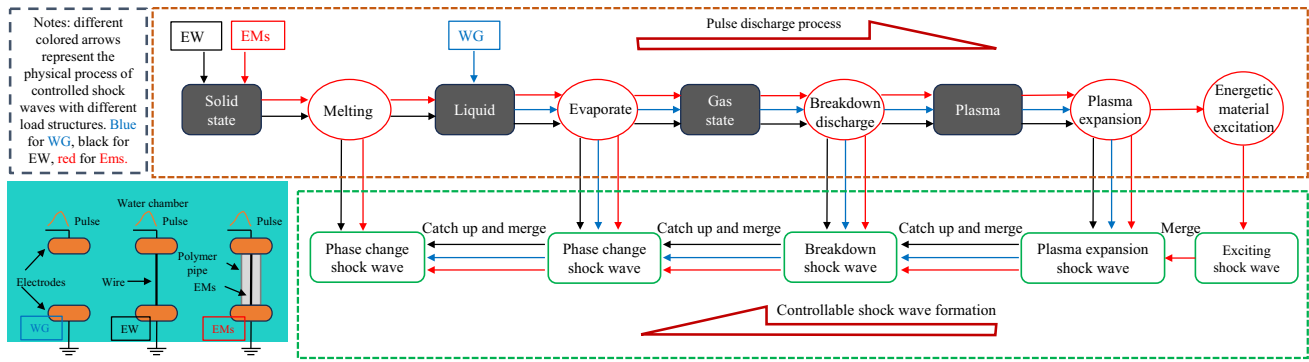 Notes: different
colored arrows
represent the
physical process of
controlled shock
waves with different
load structures. Blue
for WG, black for
EW, red for Ems.
EW
EMs
WG
Pulse discharge process
Solid
state
Melting
Liquid
Evaporate
Gas
state
Breakdown
discharge
Plasma
Plasma
expansion
Energetic
material
excitation
Water chamber
Pulse
Pulse
Pulse
Polymer
pipe
Electrodes
Wire
EMs
WG
EW
EMs
Phase change
shock wave
Catch up and merge
Phase change
shock wave
Catch up and merge
Breakdown
shock wave
Catch up and merge
Plasma expansion
shock wave
Merge
Exciting
shock wave
Controllable shock wave formation